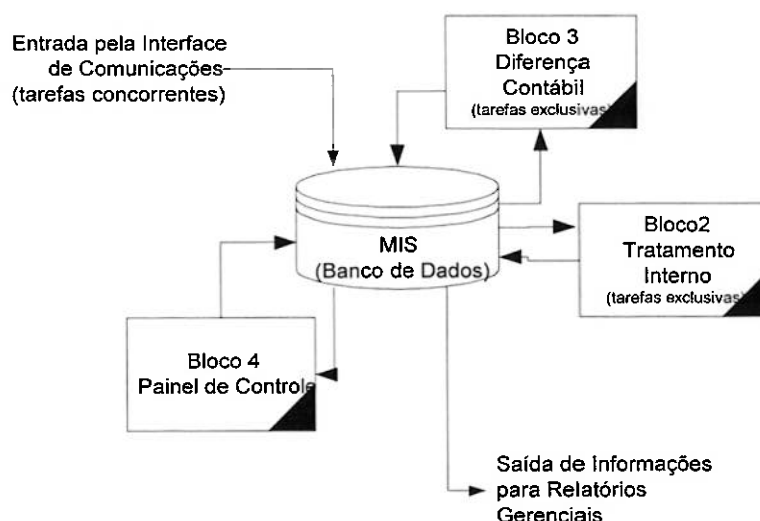 Entrada pela Interface
de Comunicações
(tarefas concorrentes)
Bloco 3
Diferença
Contábil
(tarefas exclusivas)
MIS
(Banco de Dados)
Bloco2
Tratamento
Interno
(tarefas exclusivas)
Bloco 4
Painel de Controle
Saída de Informações
para Relatórios
Gerenciais